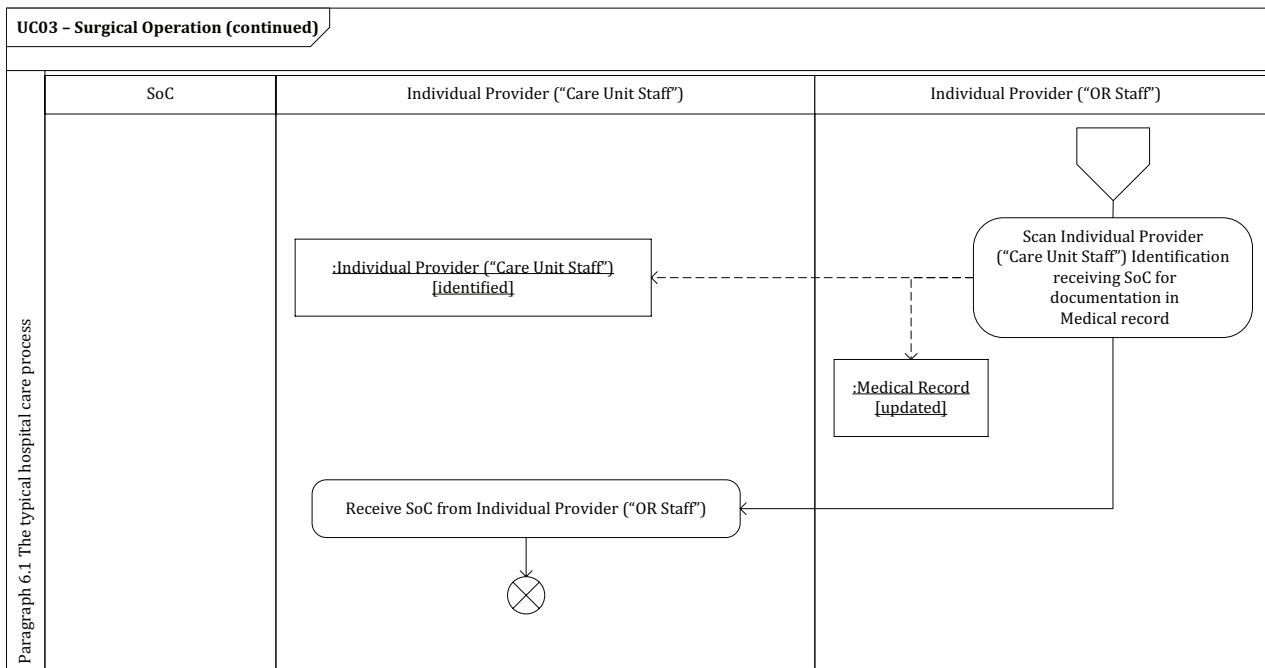 UC03 – Surgical Operation (continued)
SoC
Individual Provider (“Care Unit Staff”)
Individual Provider (“OR Staff”)
Paragraph 6.1 The typical hospital care process
Scan Individual Provider
(“Care Unit Staff”) Identification
receiving SoC for
documentation in
Medical record
:Individual Provider (“Care Unit Staff”)
[identified]
:Medical Record
[updated]
Receive SoC from Individual Provider (“OR Staff”)